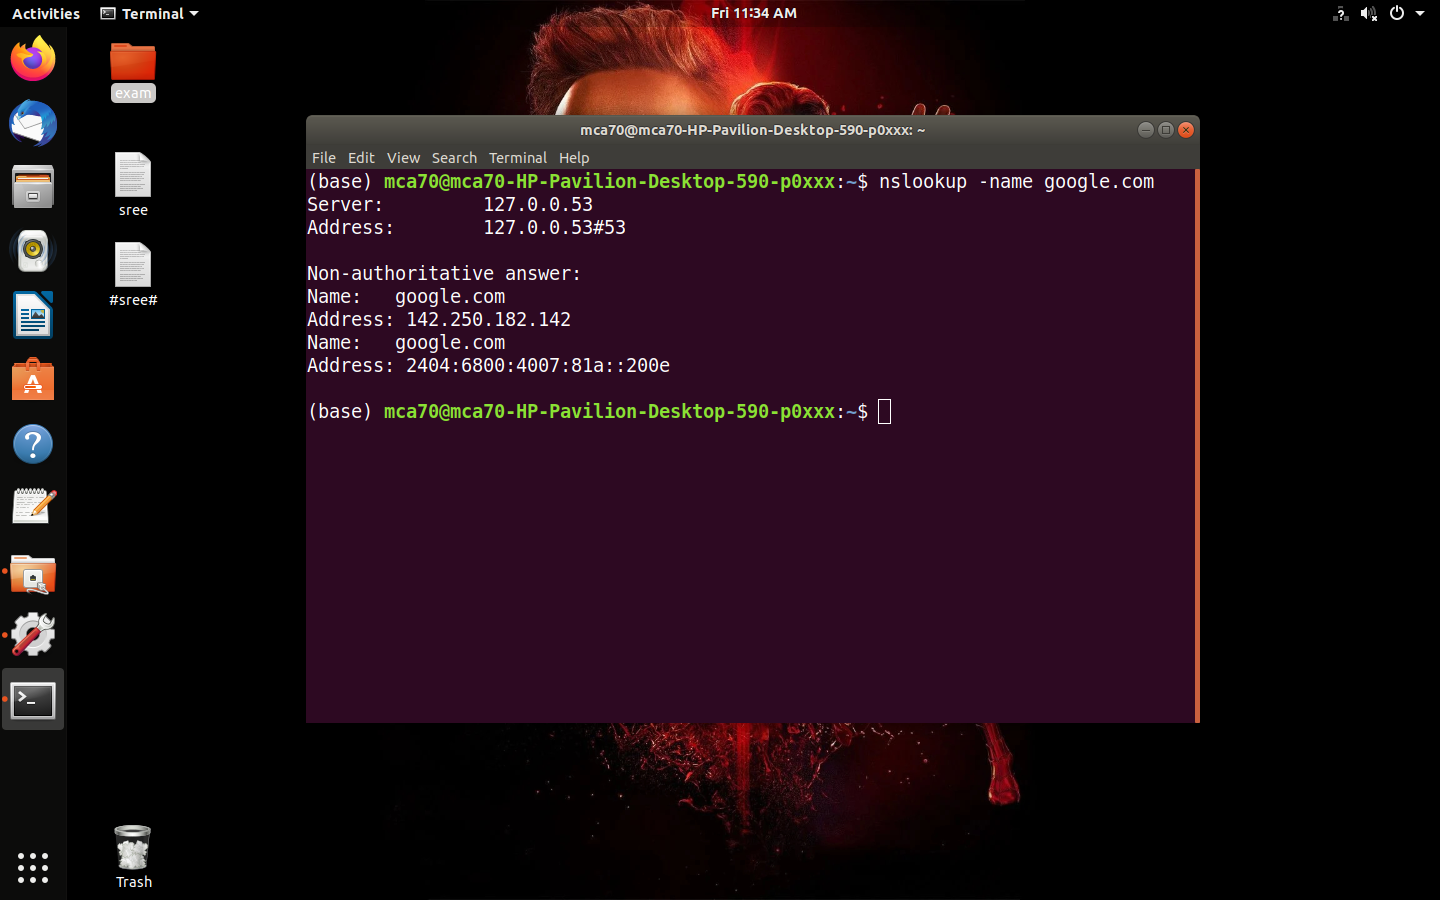 Activities Terminal Fri 11:34 AM
exam
sree
#sree#
Trash
mca70@mca70-HP-Pavilion-Desktop-590-p0xxx: ~
File Edit View Search Terminal Help
(base) mca70@mca70-HP-Pavilion-Desktop-590-p0xxx:~$ nslookup -name google.com
Server: 127.0.0.53
Address: 127.0.0.53#53
Non-authoritative answer:
Name: google.com
Address: 142.250.182.142
Name: google.com
Address: 2404:6800:4007:81a::200e
(base) mca70@mca70-HP-Pavilion-Desktop-590-p0xxx:~$